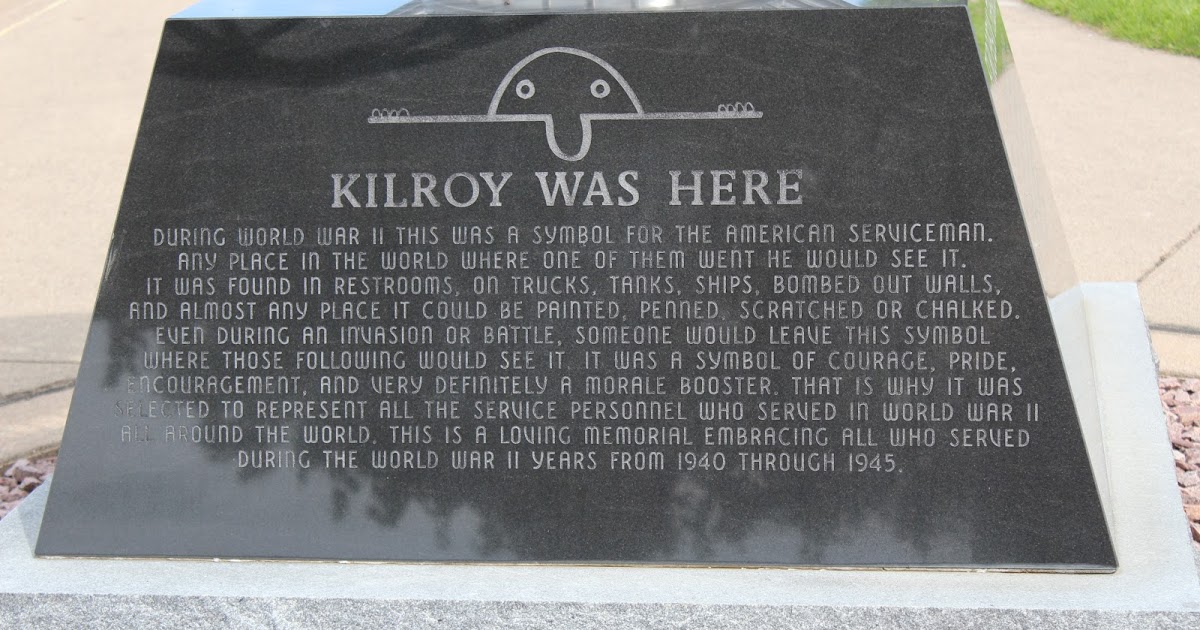 KILROY WAS HERE
DURING WORLD WAR II THIS WAS A SYMBOL FOR THE AMERICAN SERVICEMAN.
ANY PLACE IN THE WORLD WHERE ONE OF THEM WENT HE WOULD SEE IT.
IT WAS FOUND IN RESTROOMS, ON TRUCKS, TANKS, SHIPS, BOMBED OUT WALLS,
AND ALMOST ANY PLACE IT COULD BE PAINTED, PENNED, SCRATCHED OR CHALKED.
EVEN DURING AN INVASION OR BATTLE, SOMEONE WOULD LEAVE THIS SYMBOL
WHERE THOSE FOLLOWING WOULD SEE IT. IT WAS A SYMBOL OF COURAGE, PRIDE,
ENCOURAGEMENT, AND VERY DEFINITELY A MORALE BOOSTER. THAT IS WHY IT WAS
SELECTED TO REPRESENT ALL THE SERVICE PERSONNEL WHO SERVED IN WORLD WAR II
ALL AROUND THE WORLD. THIS IS A LOVING MEMORIAL EMBRACING ALL WHO SERVED
DURING THE WORLD WAR II YEARS FROM 1940 THROUGH 1945.